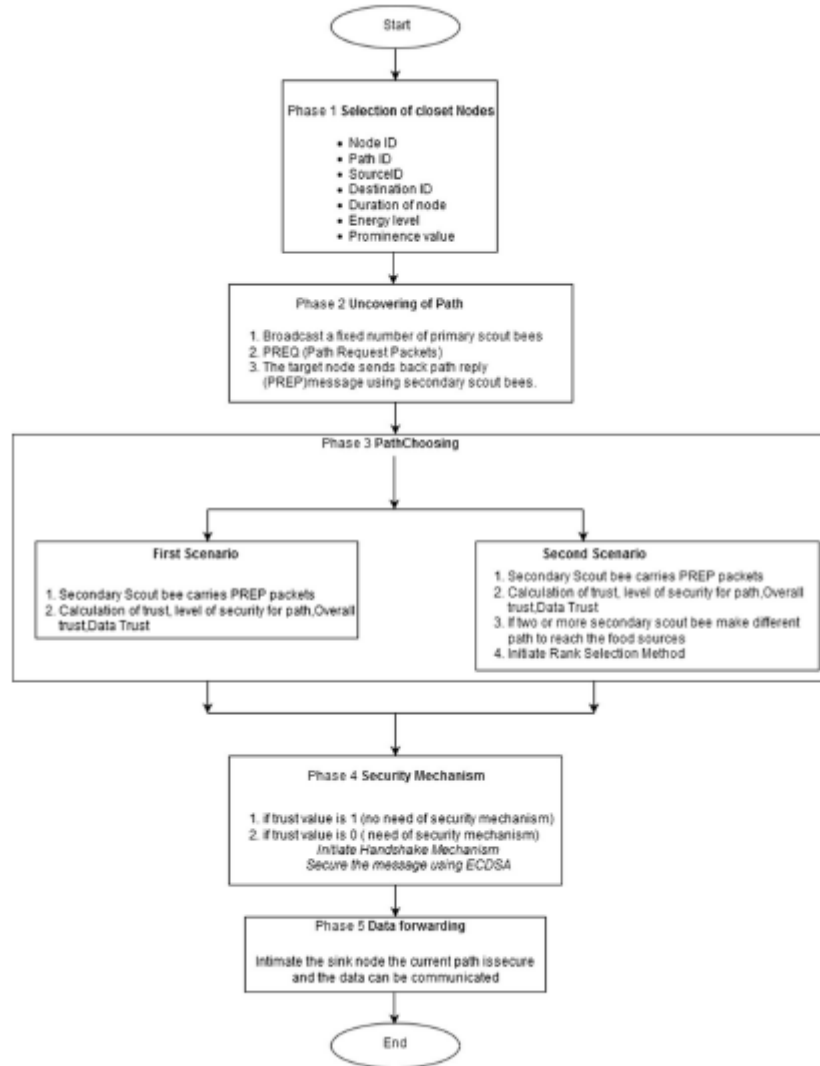 Start
Phase 1 Selection of closet Nodes
• Node ID
• Path ID
• SourceID
• Destination ID
• Duration of node
• Energy level
• Prominence value
Phase 2 Uncovering of Path
1. Broadcast a fixed number of primary scout bees
2. PREQ (Path Request Packets)
3. The target node sends back path reply
(PREP)message using secondary scout bees.
Phase 3 PathChoosing
First Scenario
1. Secondary Scout bee carries PREP packets
2. Calculation of trust, level of security for path,Overall
trust,Data Trust
Second Scenario
1. Secondary Scout bee carries PREP packets
2. Calculation of trust, level of security for path,Overall
trust,Data Trust
3. If two or more secondary scout bee make different
path to reach the food sources
4. Initiate Rank Selection Method
Phase 4 Security Mechanism
1. if trust value is 1 (no need of security mechanism)
2. if trust value is 0 ( need of security mechanism)
Initiate Handshake Mechanism
Secure the message using ECDSA
Phase 5 Data forwarding
Intimate the sink node the current path issecure
and the data can be communicated
End